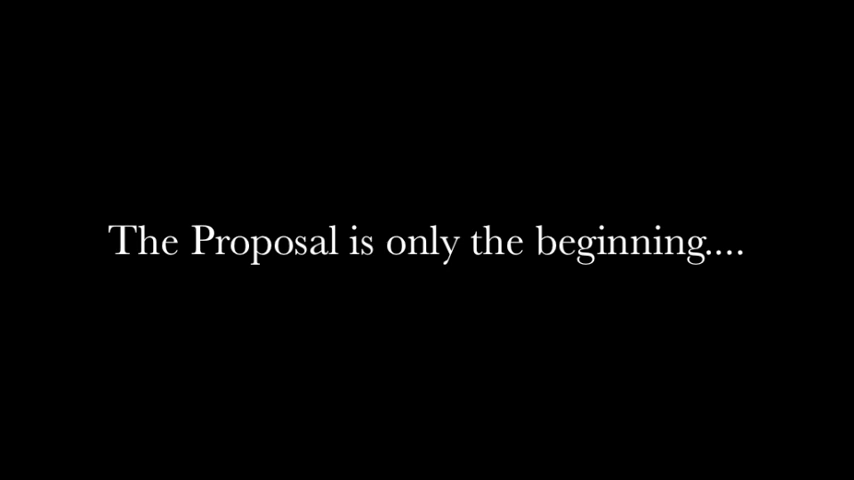 The Proposal is only the beginning....